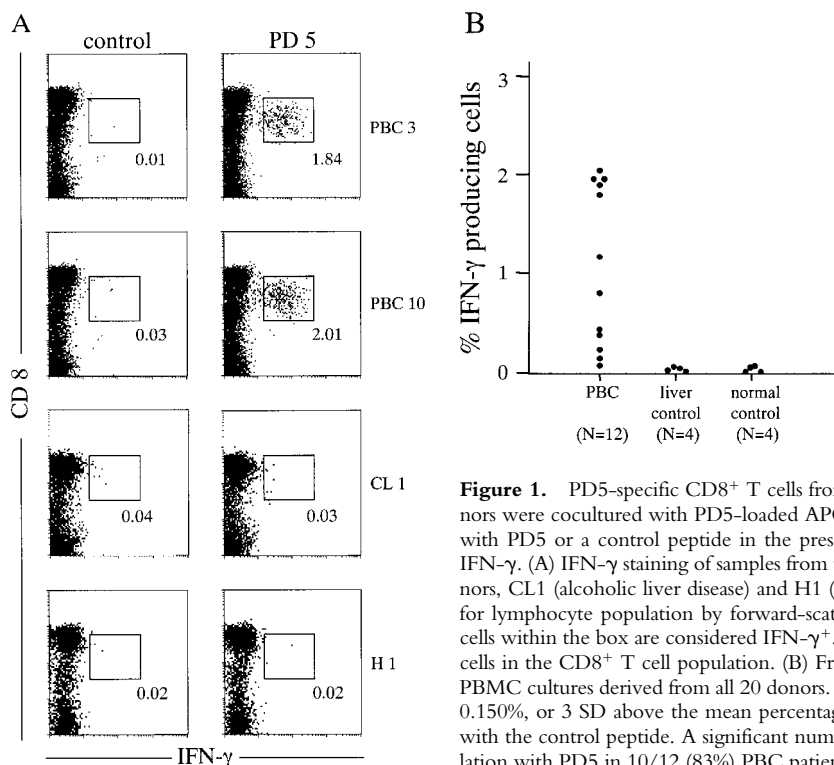 A
control PD 5
PBC 3
0.01 1.84
PBC 10
0.03 2.01
CD 8
CL 1
0.04 0.03
H 1
0.02 0.02
IFN-γ
B
% IFN-γ producing cells
3
2
1
0
PBC liver control normal control
(N=12) (N=4) (N=4)
Figure 1. PD5-specific CD8+ T cells from
nors were cocultured with PD5-loaded APC
with PD5 or a control peptide in the pres
IFN-γ. (A) IFN-γ staining of samples from
nors, CL1 (alcoholic liver disease) and H1 (
for lymphocyte population by forward-scat
cells within the box are considered IFN-γ+.
cells in the CD8+ T cell population. (B) Fr
PBMC cultures derived from all 20 donors.
0.150%, or 3 SD above the mean percentag
with the control peptide. A significant num
lation with PD5 in 10/12 (83%) PBC patien